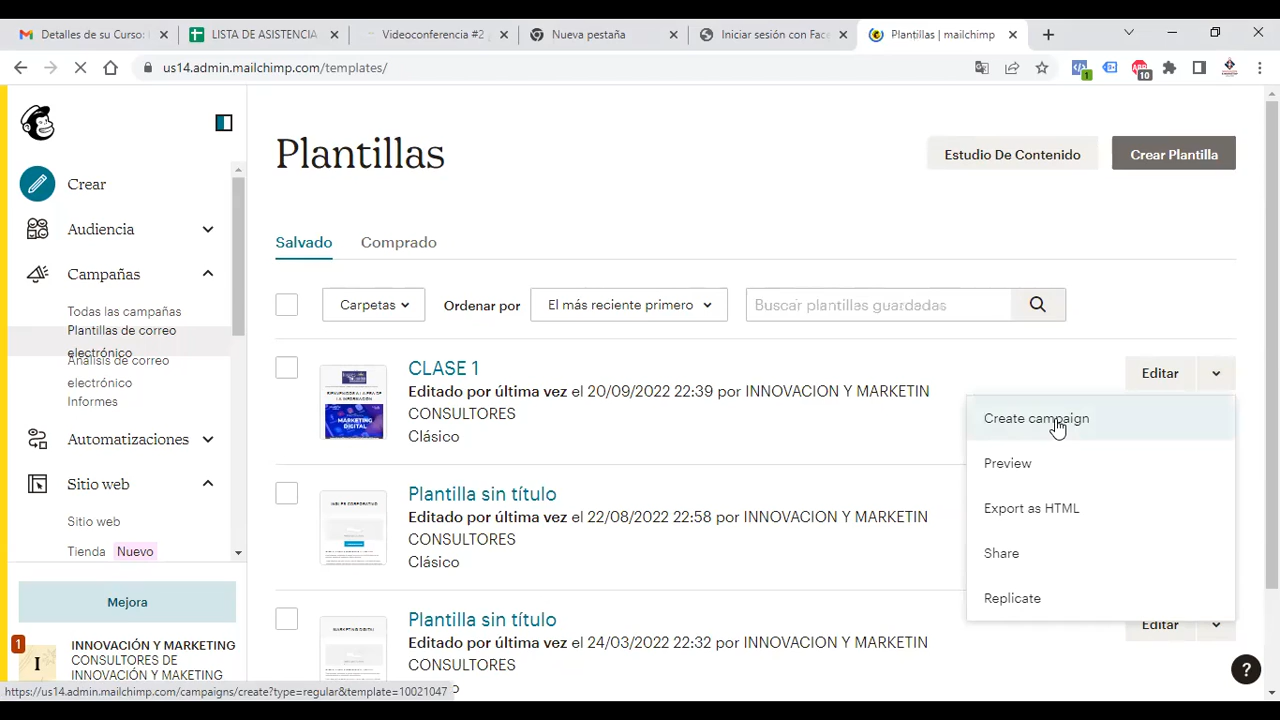 Detalles de su Curso:
LISTA DE ASISTENCIA
Videoconferencia #2
Nueva pestaña
Iniciar sesión con Face
Plantillas | mailchimp
us14.admin.mailchimp.com/templates/
1
10
Plantillas
Estudio De Contenido
Crear Plantilla
Crear
Audiencia
Campañas
Todas las campañas
Plantillas de correo
electrónico
Análisis de correo
electrónico
Informes
Automatizaciones
Sitio web
Sitio web
Tienda Nuevo
Mejora
1
I
INNOVACIÓN Y MARKETING
CONSULTORES DE
INNOVACIÓN Y MAKETING
Salvado
Comprado
Carpetas
Ordenar por
El más reciente primero
Buscar plantillas guardadas
CLASE 1
Editado por última vez el 20/09/2022 22:39 por INNOVACION Y MARKETIN
CONSULTORES
Clásico
Editar
Create campaign
Preview
Export as HTML
Share
Replicate
MARKETING
DIGITAL
Plantilla sin título
Editado por última vez el 22/08/2022 22:58 por INNOVACION Y MARKETIN
CONSULTORES
Clásico
Plantilla sin título
Editado por última vez el 24/03/2022 22:32 por INNOVACION Y MARKETIN
CONSULTORES
Editar
MARKETING DIGITAL
?
https://us14.admin.mailchimp.com/campaigns/create?type=regular&template=10021047